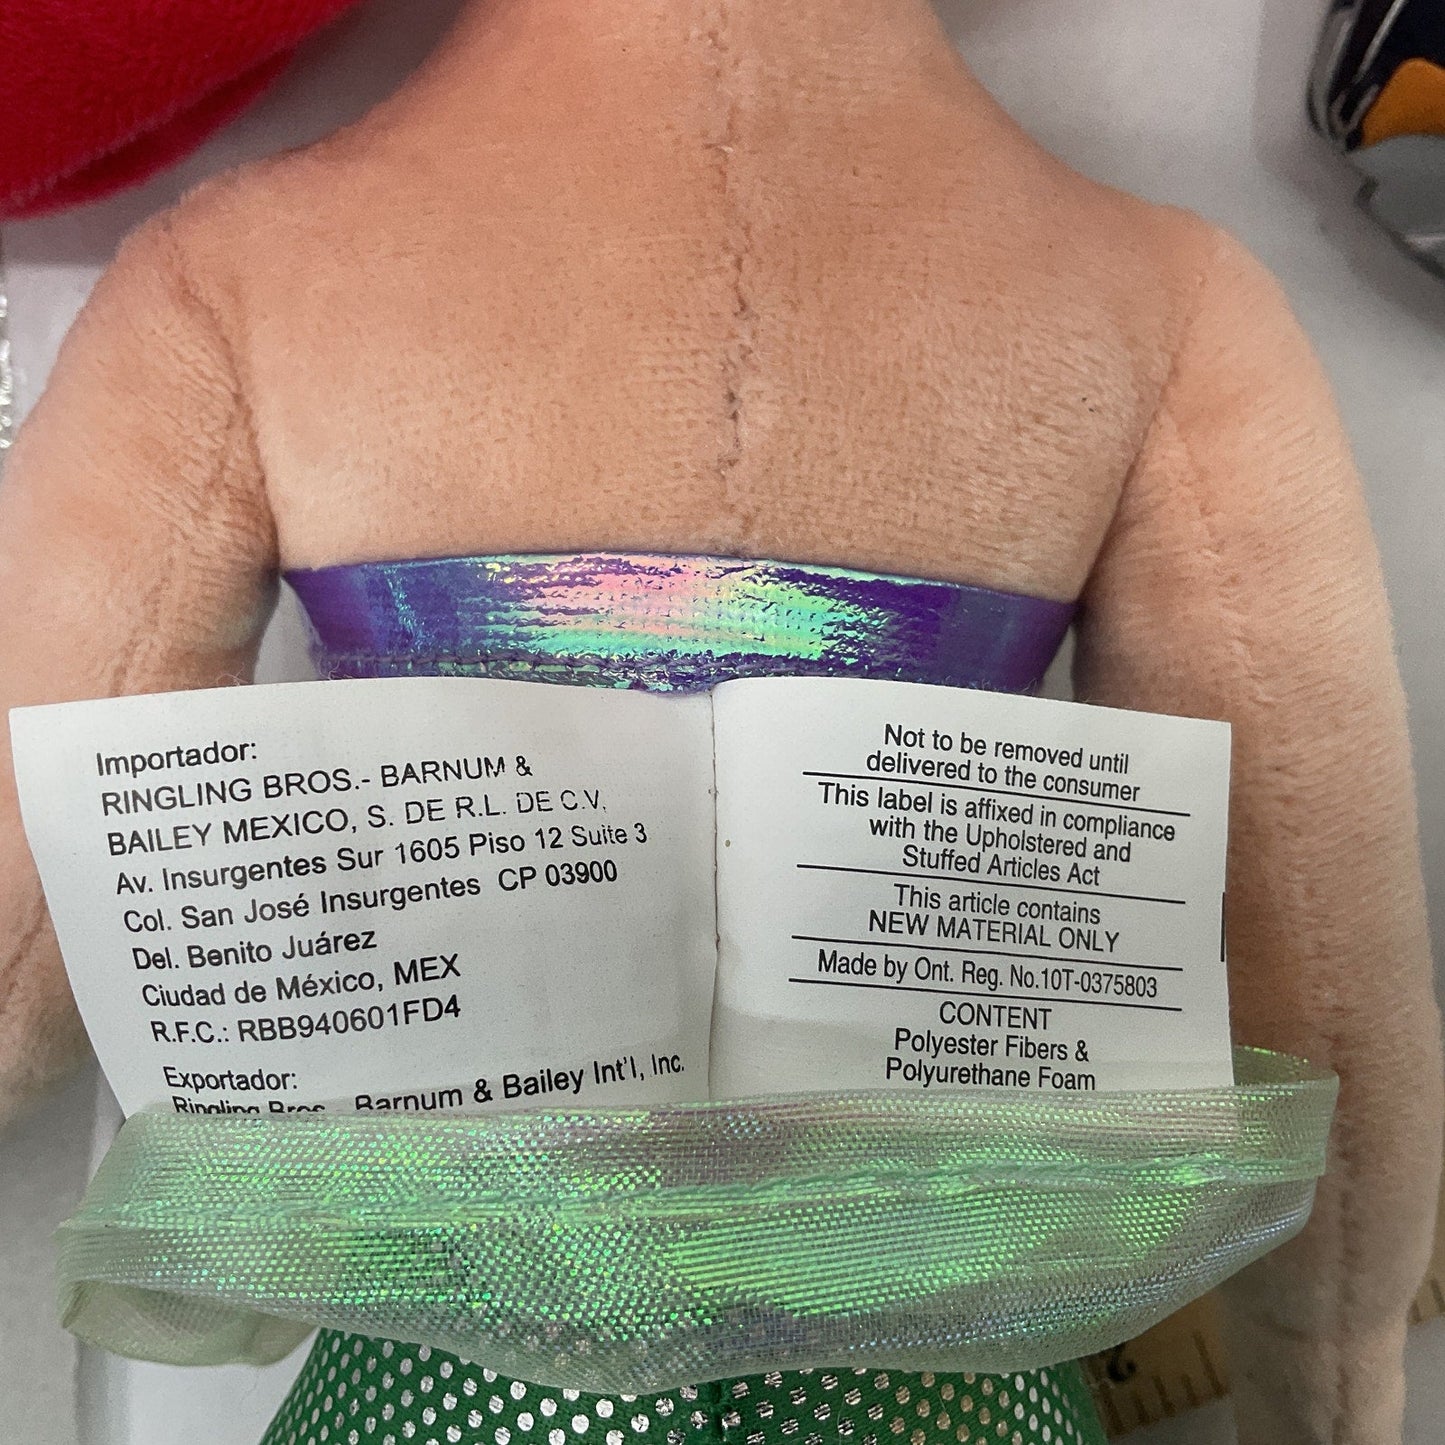 Importador:
RINGLING BROS.- BARNUM &
BAILEY MEXICO, S. DE R.L. DE C.V.
Av. Insurgentes Sur 1605 Piso 12 Suite 3
Col. San José Insurgentes CP 03900
Del. Benito Juárez
Ciudad de México, MEX
R.F.C.: RBB940601FD4
Exportador:
Ringling Bros.- Barnum & Bailey Int'l, Inc.
Not to be removed until
delivered to the consumer
This label is affixed in compliance
with the Upholstered and
Stuffed Articles Act
This article contains
NEW MATERIAL ONLY
Made by Ont. Reg. No.10T-0375803
CONTENT
Polyester Fibers &
Polyurethane Foam